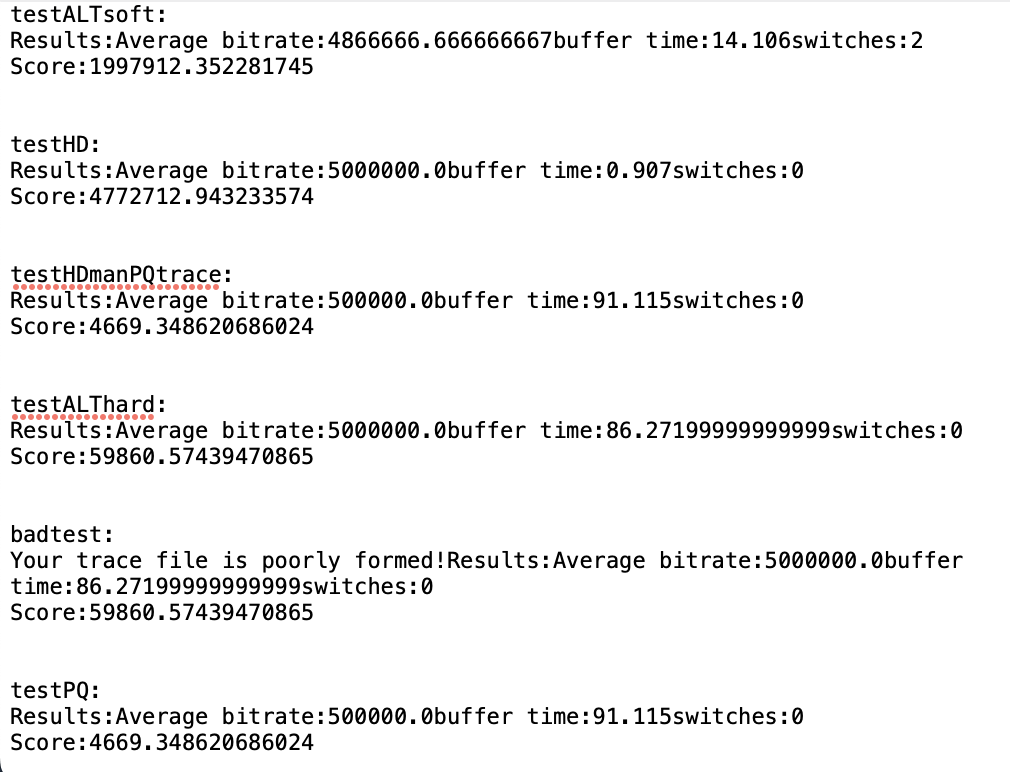 testALTsoft:
Results:Average bitrate:4866666.666666667buffer time:14.106switches:2
Score:1997912.352281745
testHD:
Results:Average bitrate:5000000.0buffer time:0.907switches:0
Score:4772712.943233574
testHDmanPQtrace:
Results:Average bitrate:500000.0buffer time:91.115switches:0
Score:4669.348620686024
testALThard:
Results:Average bitrate:5000000.0buffer time:86.27199999999999switches:0
Score:59860.57439470865
badtest:
Your trace file is poorly formed!Results:Average bitrate:5000000.0buffer
time:86.27199999999999switches:0
Score:59860.57439470865
testPQ:
Results:Average bitrate:500000.0buffer time:91.115switches:0
Score:4669.348620686024